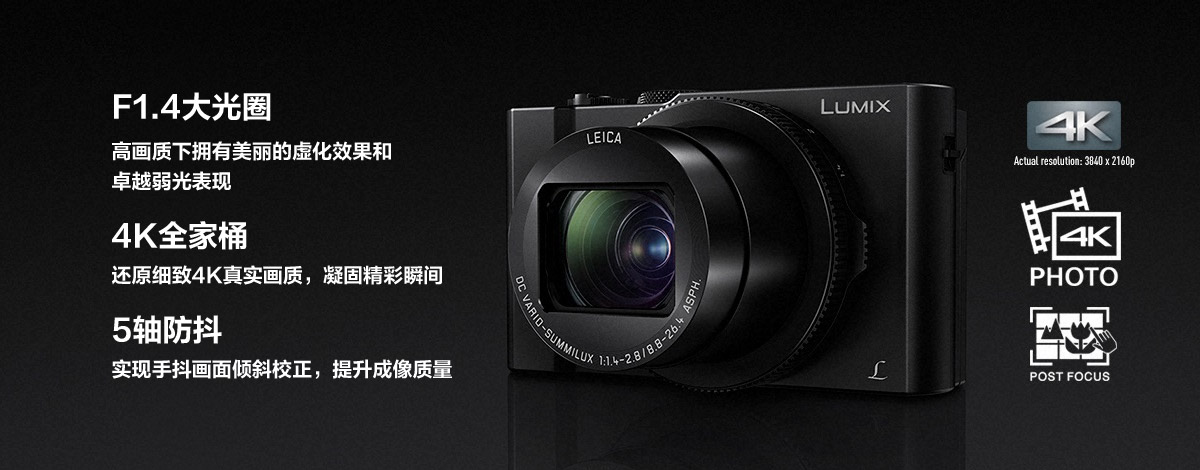 F1.4大光圈
高画质下拥有美丽的虚化效果和
卓越弱光表现
4K全家桶
还原细致4K真实画质，凝固精彩瞬间
5轴防抖
实现手抖画面倾斜校正，提升成像质量
LUMIX
LEICA
DC VARIO-SUMMILUX 1:1.4-2.8/8.8-26.4 ASPH.
L
4K
Actual resolution: 3840 x 2160p
4K
PHOTO
POST FOCUS